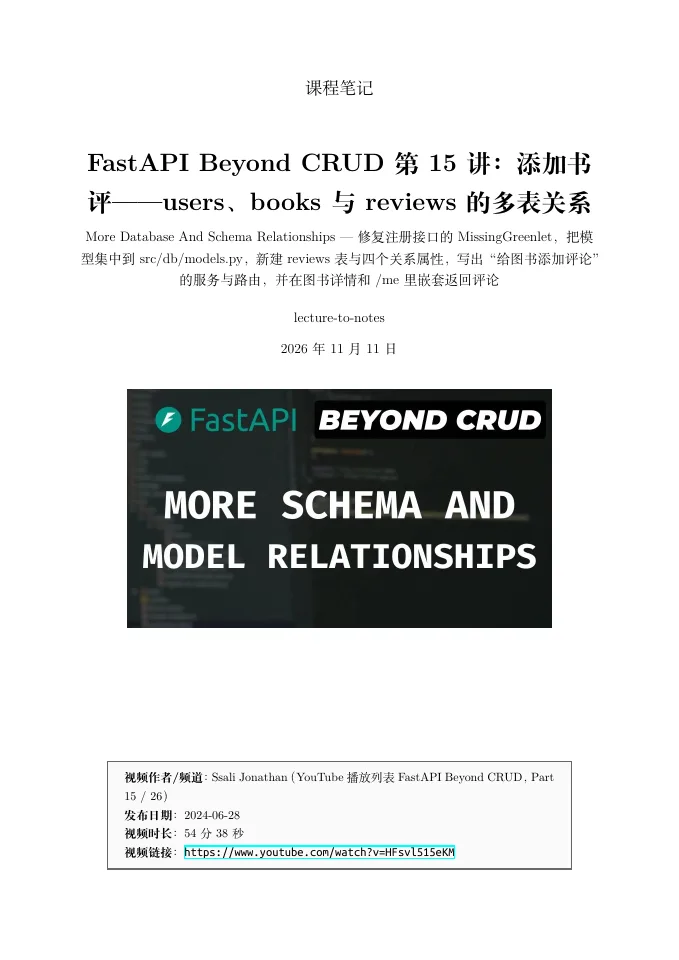 课程笔记
FastAPI Beyond CRUD 第 15 讲：添加书
评——users、books 与 reviews 的多表关系
More Database And Schema Relationships — 修复注册接口的 MissingGreenlet，把模
型集中到 src/db/models.py，新建 reviews 表与四个关系属性，写出 “给图书添加评论”
的服务与路由，并在图书详情和 /me 里嵌套返回评论
lecture-to-notes
2026 年 11 月 11 日
FastAPI BEYOND CRUD
MORE SCHEMA AND
MODEL RELATIONSHIPS
视频作者/频道：Ssali Jonathan (YouTube 播放列表 FastAPI Beyond CRUD, Part
15 / 26)
发布日期：2024-06-28
视频时长：54 分 38 秒
视频链接：https://www.youtube.com/watch?v=HFsvl515eKM